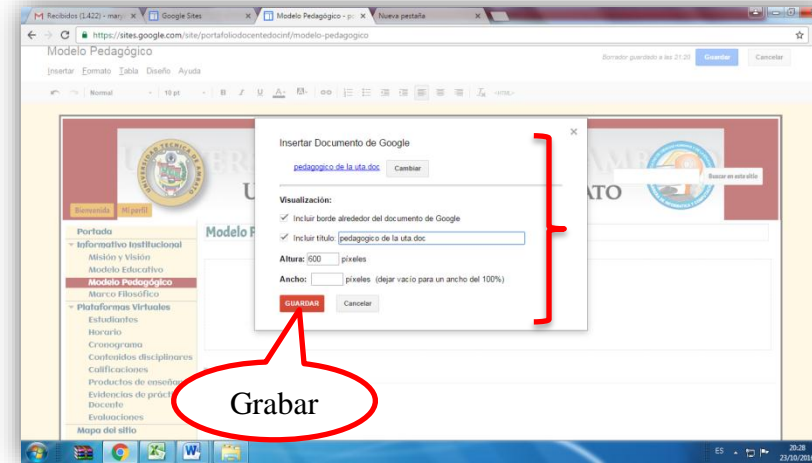 Recibidos (1.422) - marj
Google Sites
Modelo Pedagógico - po
Nueva pestaña
https://sites.google.com/site/portafoliodocentedocinf/modelo-pedagogico
Modelo Pedagógico
Borrador guardado a las 21:20
Guardar
Cancelar
Insertar Formato Tabla Diseño Ayuda
Normal 10 pt B I U A <HTML>
Insertar Documento de Google
pedagogico de la uta.doc Cambiar
Visualización:
Incluir borde alrededor del documento de Google
Incluir título: pedagogico de la uta.doc
Altura: 600 píxeles
Ancho: píxeles (dejar vacío para un ancho del 100%)
GUARDAR Cancelar
Buscar en este sitio
Bienvenida Mi perfil
Portada
Informativo Institucional
Misión y Visión
Modelo Educativo
Modelo Pedagógico
Marco Filosófico
Plataformas Virtuales
Estudiantes
Horario
Cronograma
Contenidos disciplinares
Calificaciones
Productos de
Evidencias de
Docente
Evaluaciones
Mapa del sitio
Modelo P
Grabar
ES
20:28
23/10/201